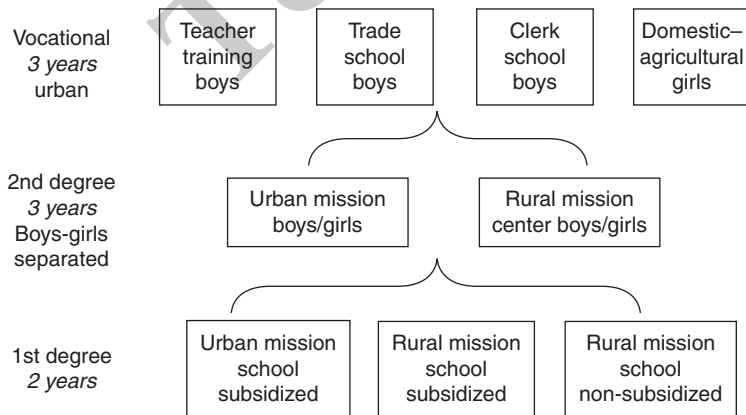 Vocational
3 years
urban
Teacher
training
boys
Trade
school
boys
Clerk
school
boys
Domestic–
agricultural
girls
2nd degree
3 years
Boys-girls
separated
Urban mission
boys/girls
Rural mission
center boys/girls
1st degree
2 years
Urban mission
school
subsidized
Rural mission
school
subsidized
Rural mission
school
non-subsidized